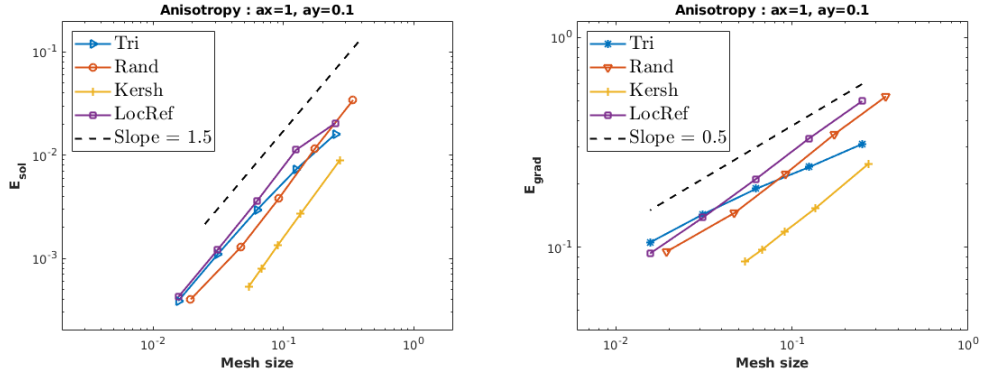 Anisotropy : ax=1, ay=0.1
10^-1
10^-2
10^-3
E_sol
Tri
Rand
Kersh
LocRef
Slope = 1.5
10^-2
10^-1
10^0
Mesh size
Anisotropy : ax=1, ay=0.1
10^0
10^-1
E_grad
Tri
Rand
Kersh
LocRef
Slope = 0.5
10^-2
10^-1
10^0
Mesh size